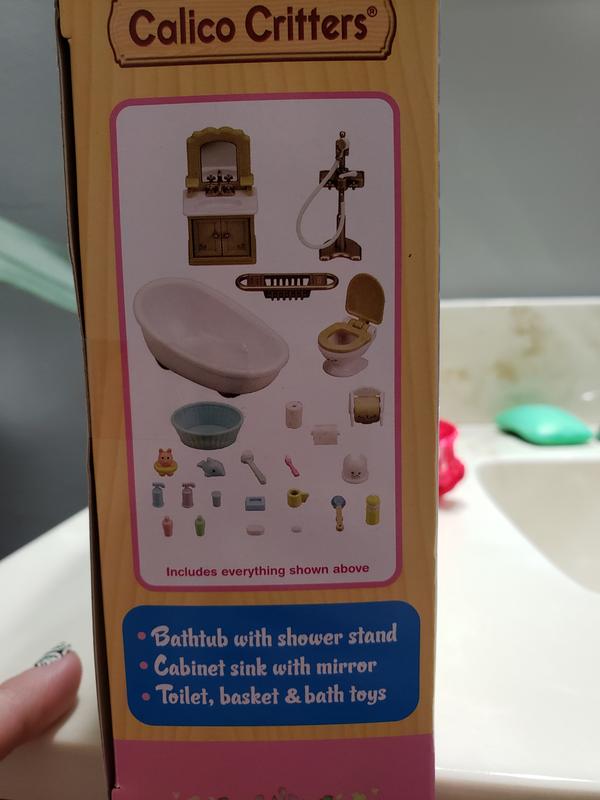 Calico Critters®
Includes everything shown above
• Bathtub with shower stand
• Cabinet sink with mirror
• Toilet, basket & bath toys